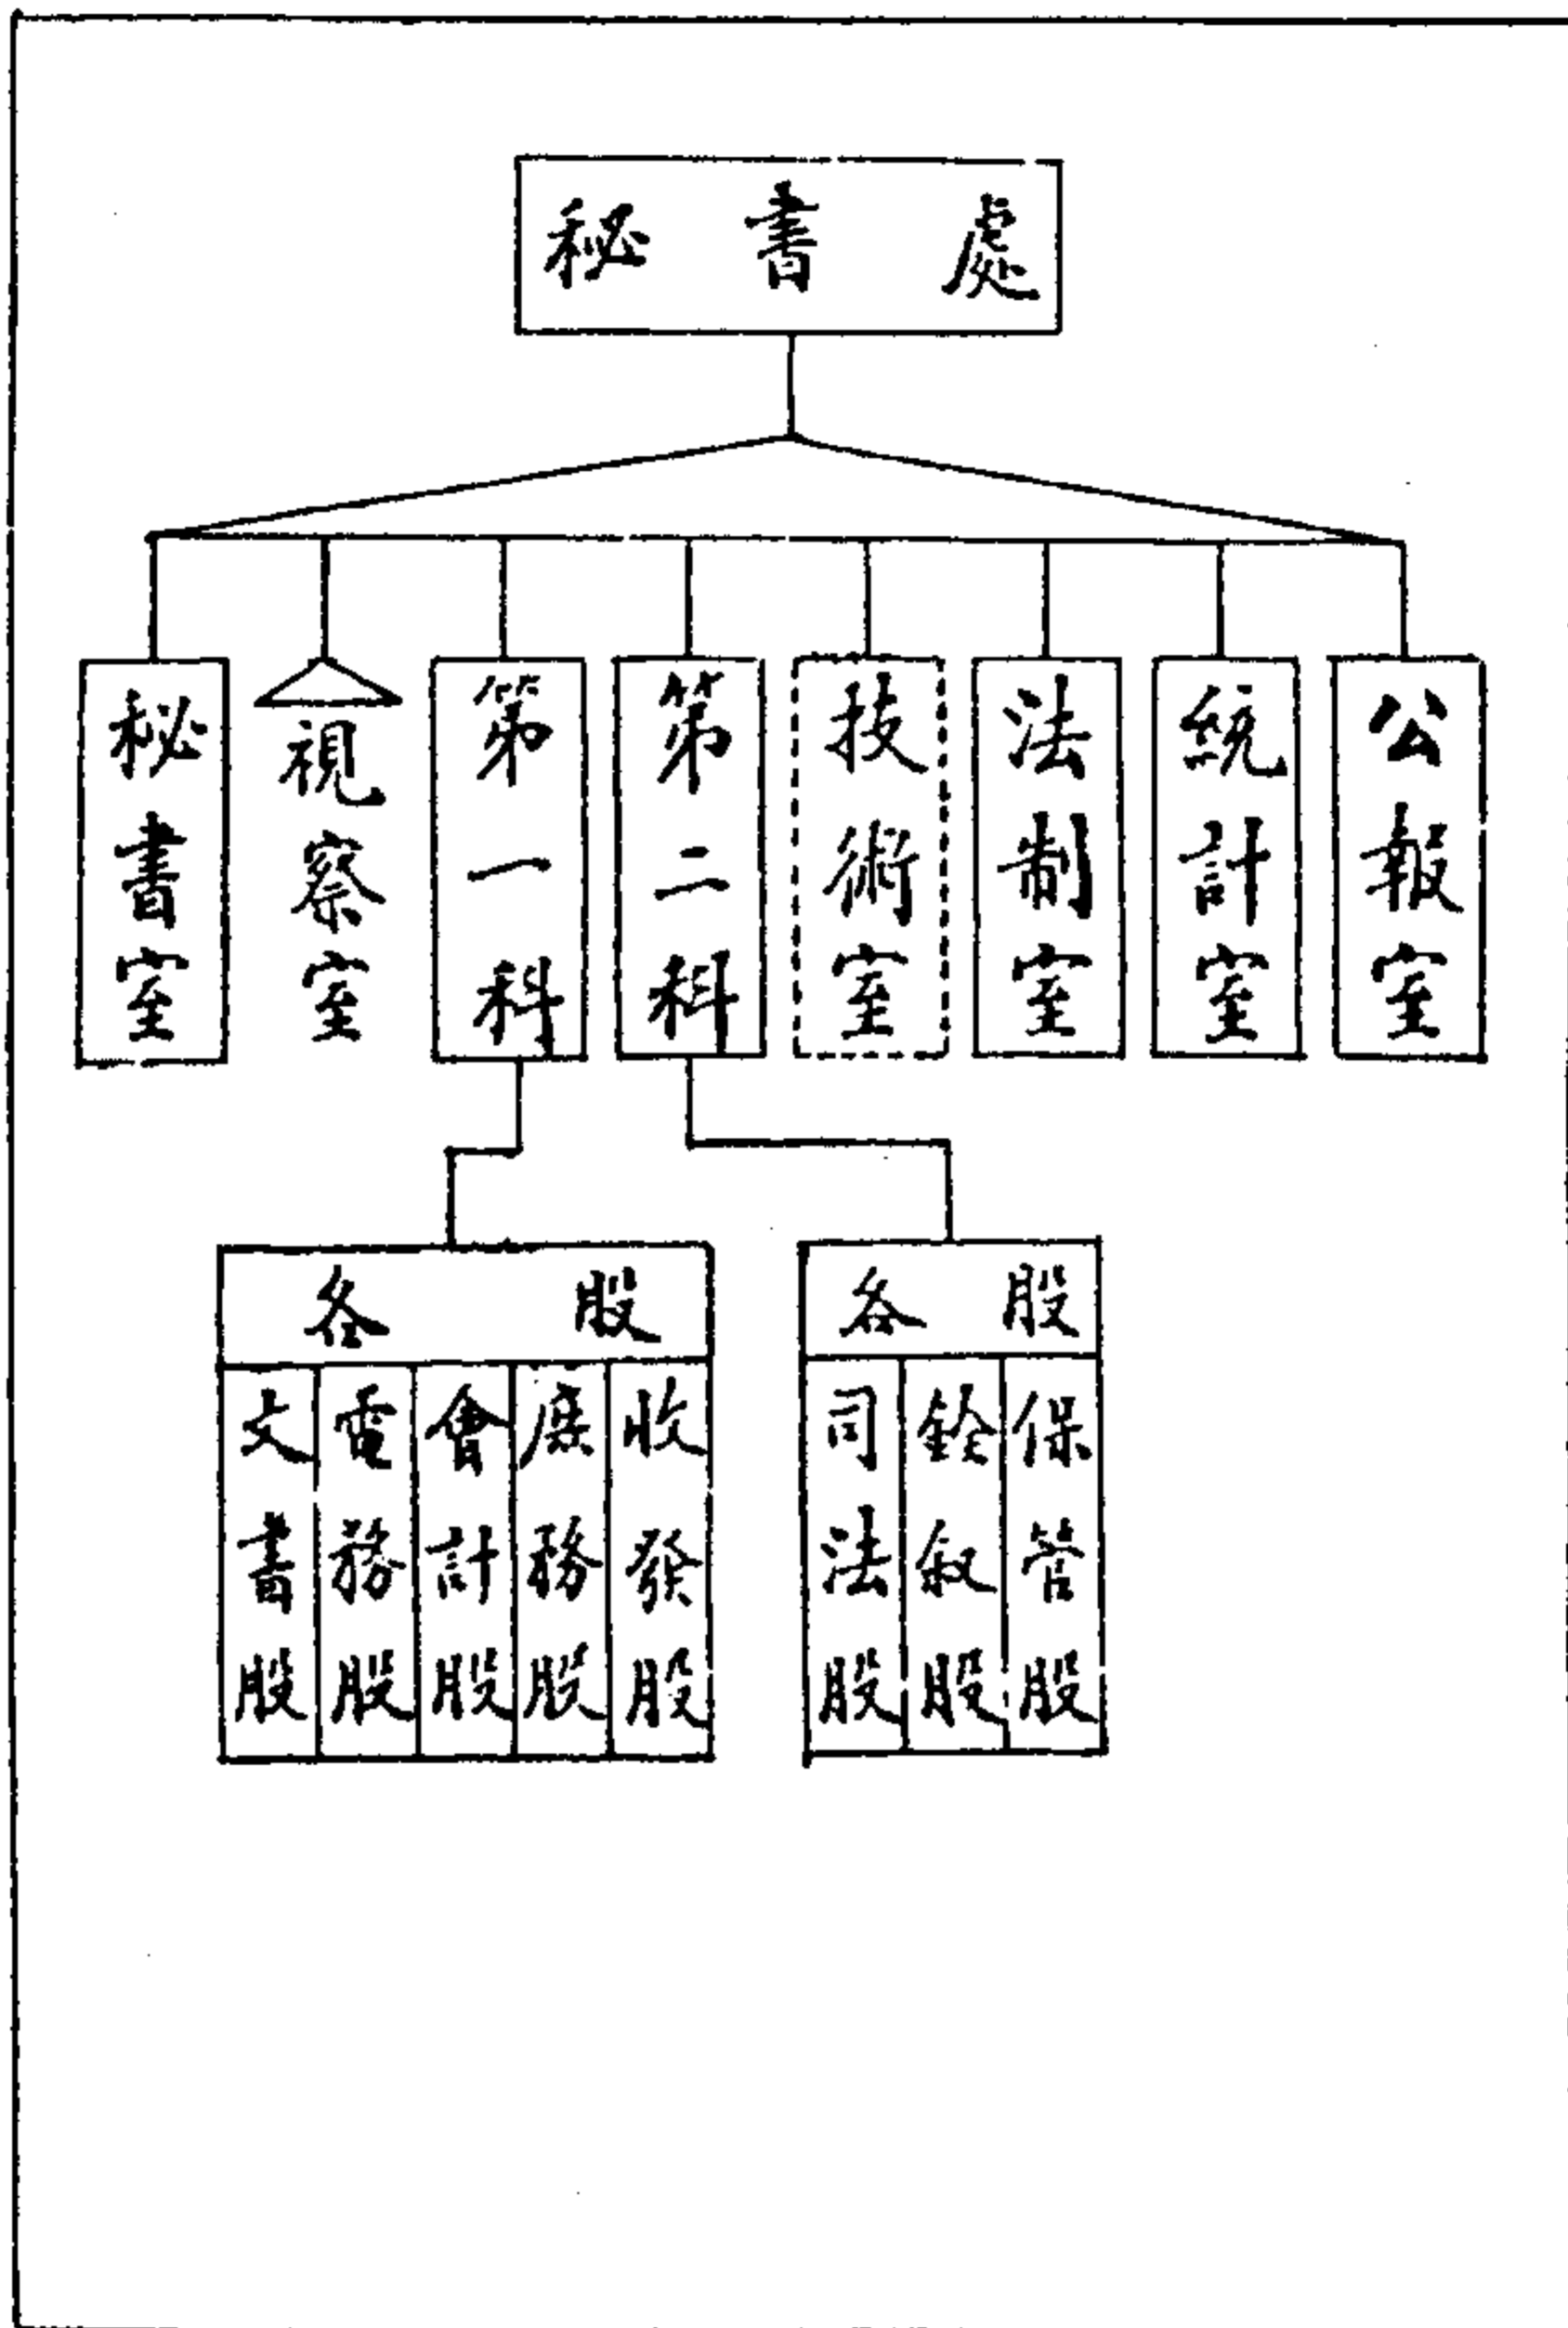 秘書處
秘書室
視察室
第一科
第二科
技術室
法制室
統計室
公報室
各股
文書股
電務股
會計股
庶務股
收發股
各股
司法股
銓敘股
保管股